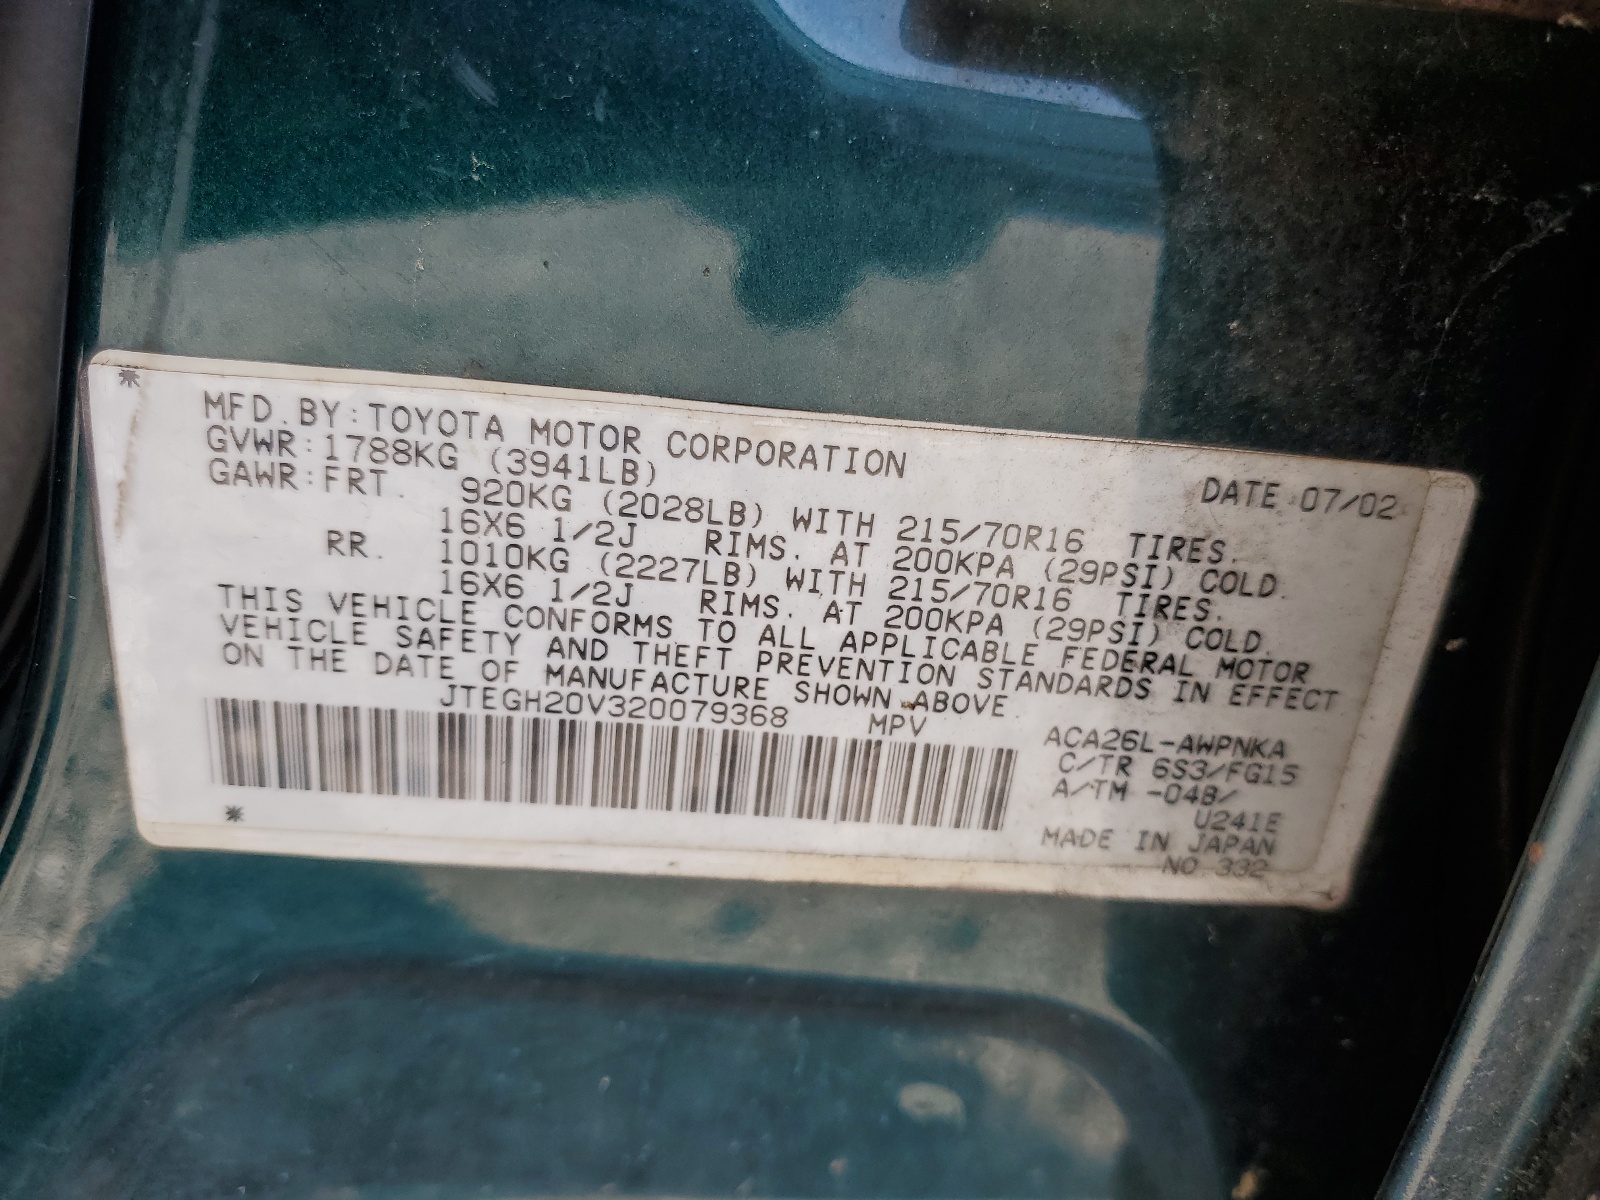 MFD.BY:TOYOTA MOTOR CORPORATION DATE 07/02
GVWR:1788KG (3941LB)
GAWR:FRT. 920KG (2028LB) WITH 215/70R16 TIRES.
16X6 1/2J RIMS. AT 200KPA (29PSI) COLD.
RR. 1010KG (2227LB) WITH 215/70R16 TIRES.
16X6 1/2J RIMS. AT 200KPA (29PSI) COLD.
THIS VEHICLE CONFORMS TO ALL APPLICABLE FEDERAL MOTOR
VEHICLE SAFETY AND THEFT PREVENTION STANDARDS IN EFFECT
ON THE DATE OF MANUFACTURE SHOWN ABOVE.
JTEGH20V320079368 MPV
ACA26L-AWPNKA
C/TR 6S3/FG15
A/TM -04B/
U241E
MADE IN JAPAN
NO.332